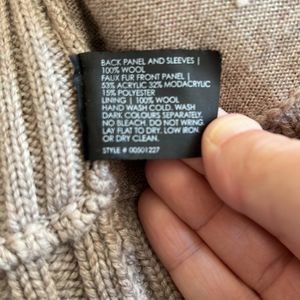 BACK PANEL AND SLEEVES |
100% WOOL
FAUX FUR FRONT PANEL |
53% ACRYLIC 32% MODACRYLIC
15% POLYESTER
LINING | 100% WOOL
HAND WASH COLD. WASH
DARK COLOURS SEPARATELY.
NO BLEACH. DO NOT WRING.
LAY FLAT TO DRY. LOW IRON
OR DRY CLEAN.
STYLE # 00501227